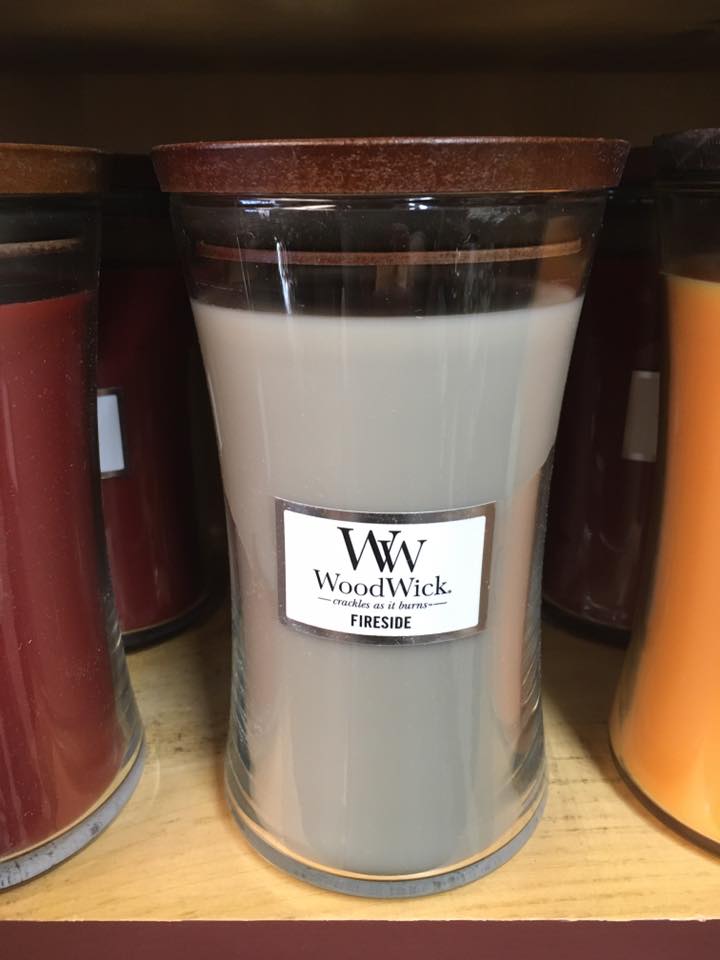 WW
WoodWick.
crackles as it burns
FIRESIDE